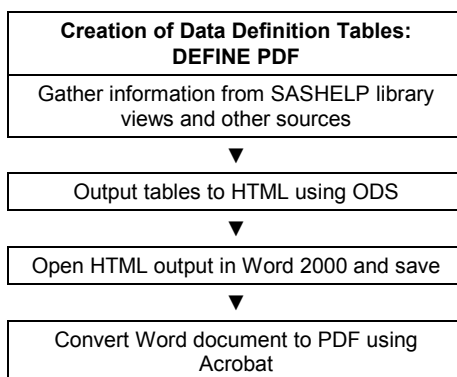 Creation of Data Definition Tables:
DEFINE PDF
Gather information from SASHELP library
views and other sources
▼
Output tables to HTML using ODS
▼
Open HTML output in Word 2000 and save
▼
Convert Word document to PDF using
Acrobat